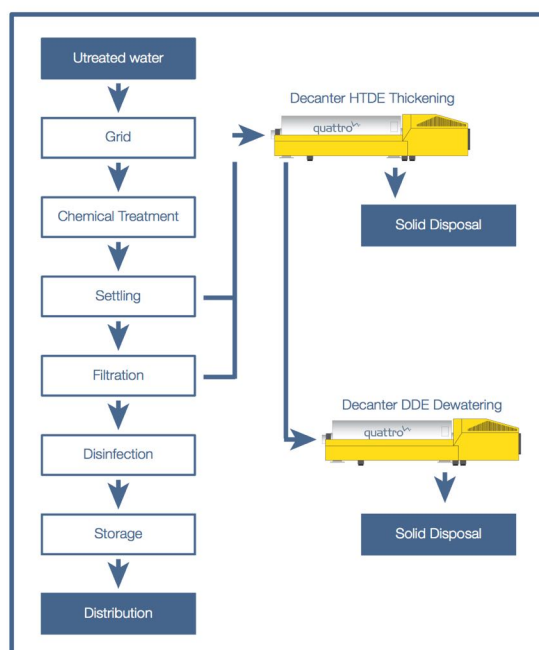 Utreated water
Grid
Chemical Treatment
Settling
Filtration
Disinfection
Storage
Distribution
Decanter HTDE Thickening
quattro
Solid Disposal
Decanter DDE Dewatering
quattro
Solid Disposal